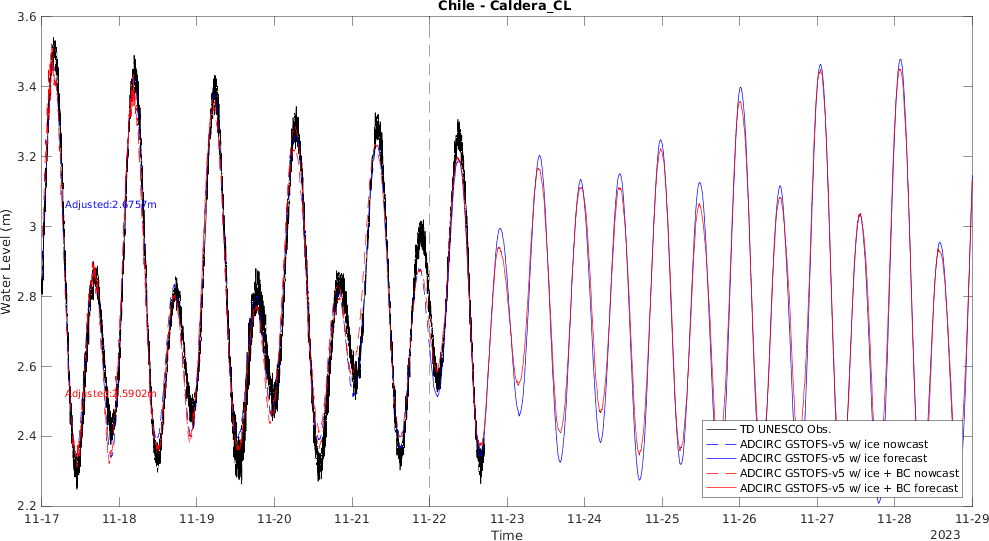 Chile - Caldera_CL
3.6
3.4
3.2
3
2.8
2.6
2.4
2.2
Water Level (m)
Adjusted:2.6757m
Adjusted:2.5902m
TD UNESCO Obs.
ADCIRC GSTOFS-v5 w/ ice nowcast
ADCIRC GSTOFS-v5 w/ ice forecast
ADCIRC GSTOFS-v5 w/ ice + BC nowcast
ADCIRC GSTOFS-v5 w/ ice + BC forecast
11-17 11-18 11-19 11-20 11-21 11-22 11-23 11-24 11-25 11-26 11-27 11-28 11-29
Time
2023